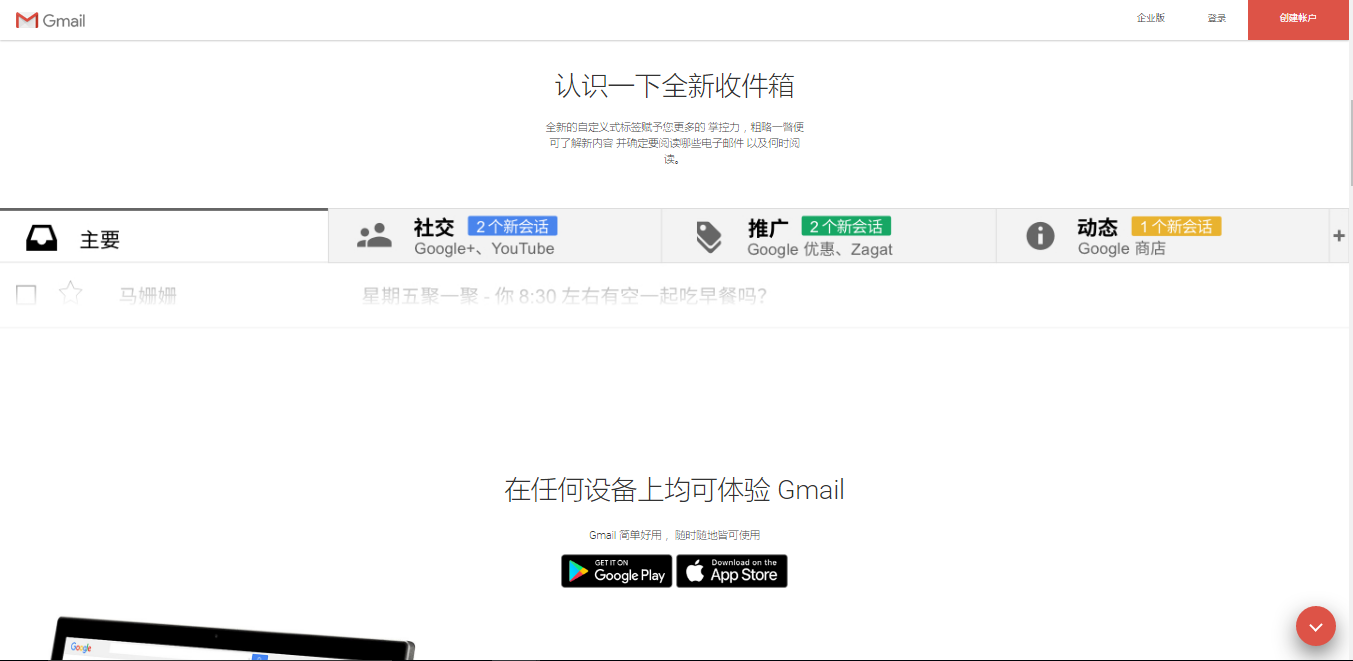 Gmail
企业版
登录
创建帐户
认识一下全新收件箱
全新的自定义式标签赋予您更多的 掌控力，粗略一瞥便
可了解新内容 并确定要阅读哪些电子邮件 以及何时阅
读。
主要
社交 2 个新会话
Google+、YouTube
推广 2 个新会话
Google 优惠、Zagat
动态 1 个新会话
Google 商店
+
马姗姗
星期五聚一聚 - 你 8:30 左右有空一起吃早餐吗?
在任何设备上均可体验 Gmail
Gmail 简单好用， 随时随地皆可使用
GET IT ON
Google Play
Download on the
App Store
Google